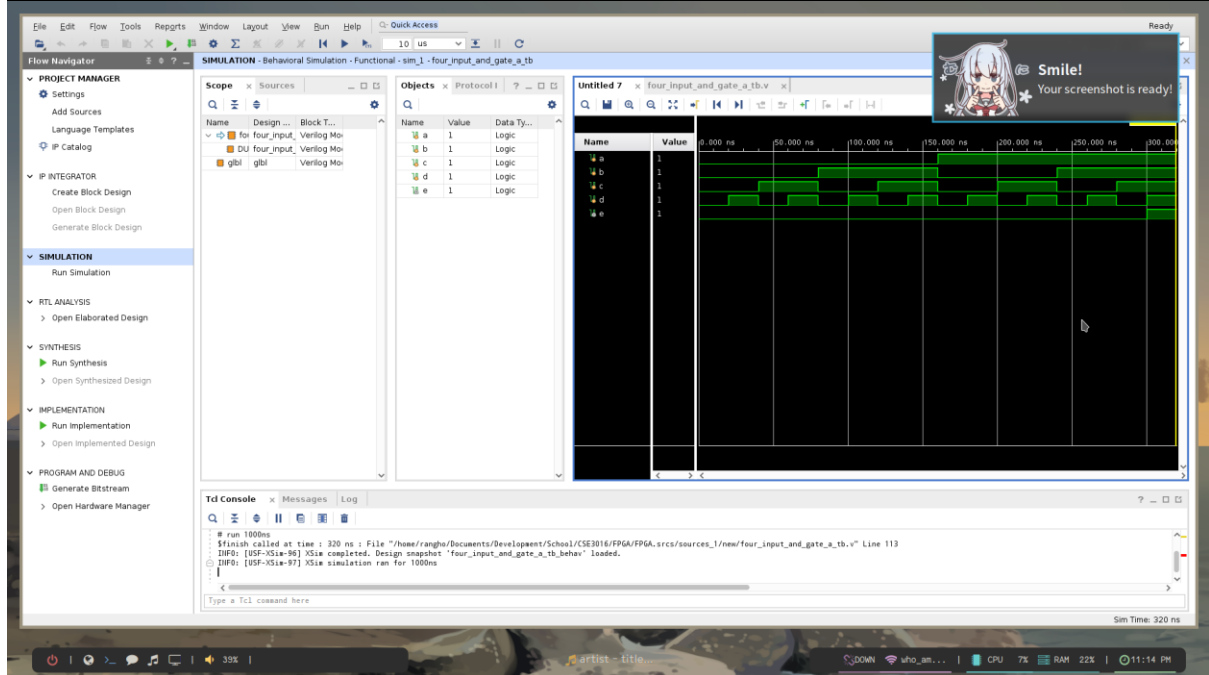 File Edit Flow Tools Reports Window Layout View Run Help Q- Quick Access Ready
10 us
Flow Navigator
SIMULATION - Behavioral Simulation - Functional - sim_1 - four_input_and_gate_a_tb
Smile!
Your screenshot is ready!
PROJECT MANAGER
Settings
Add Sources
Language Templates
IP Catalog
IP INTEGRATOR
Create Block Design
Open Block Design
Generate Block Design
SIMULATION
Run Simulation
RTL ANALYSIS
Open Elaborated Design
SYNTHESIS
Run Synthesis
Open Synthesized Design
IMPLEMENTATION
Run Implementation
Open Implemented Design
PROGRAM AND DEBUG
Generate Bitstream
Open Hardware Manager
Scope Sources
Name Design ... Block T...
four_input_ Verilog Mo
DU four_input_ Verilog Mo
glbl glbl Verilog Mo
Objects Protocol I
Name Value Data Ty...
a 1 Logic
b 1 Logic
c 1 Logic
d 1 Logic
e 1 Logic
Untitled 7 four_input_and_gate_a_tb.v
Name Value 0.000 ns 50.000 ns 100.000 ns 150.000 ns 200.000 ns 250.000 ns 300.00
a 1
b 1
c 1
d 1
e 1
Tcl Console Messages Log
# run 1000ns
$finish called at time : 320 ns : File "/home/rangho/Documents/Development/School/CSE3016/FPGA/FPGA.srcs/sources_1/new/four_input_and_gate_a_tb.v" Line 113
INFO: [USF-XSim-96] XSim completed. Design snapshot 'four_input_and_gate_a_tb_behav' loaded.
INFO: [USF-XSim-97] XSim simulation ran for 1000ns
Type a Tcl command here
Sim Time: 320 ns
39% artist - title... DOWN who_am... CPU 7% RAM 22% 11:14 PM